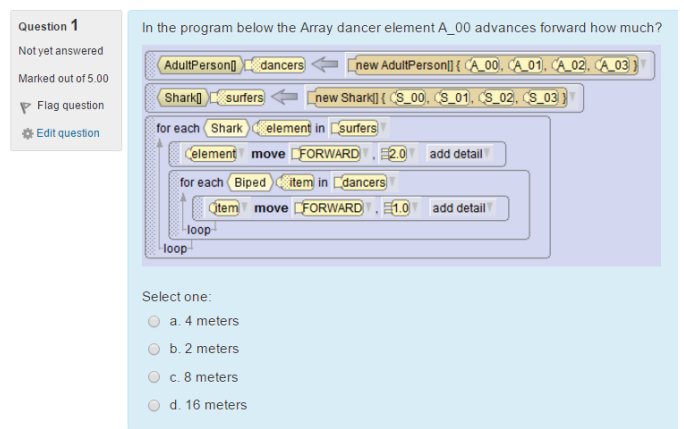 Question 1
Not yet answered
Marked out of 5.00
Flag question
Edit question
In the program below the Array dancer element A_00 advances forward how much?
AdultPerson[] dancers new AdultPerson[] { A_00, A_01, A_02, A_03 }
Shark[] surfers new Shark[] { S_00, S_01, S_02, S_03 }
for each Shark element in surfers
element move FORWARD , 2.0 add detail
for each Biped item in dancers
item move FORWARD , 1.0 add detail
loop
loop
Select one:
a. 4 meters
b. 2 meters
c. 8 meters
d. 16 meters